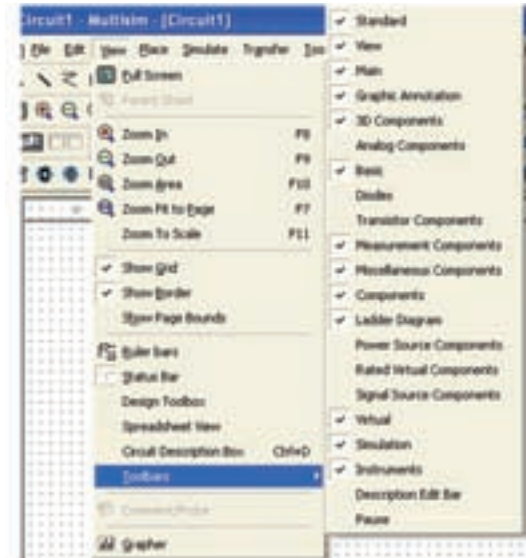 Circuit1 - Multisim - [Circuit1]
File Edit View Place Simulate Transfer
Full Screen
Parent Sheet
Zoom In F8
Zoom Out F9
Zoom Area F10
Zoom Fit to Page F7
Zoom To Scale F11
Show Grid
Show Border
Show Page Bounds
Ruler bars
Status Bar
Design Toolbox
Spreadsheet View
Circuit Description Box Ctrl+D
Toolbars
Comment/Probe
Grapher
Standard
View
Main
Graphic Annotation
3D Components
Analog Components
Basic
Diodes
Transistor Components
Measurement Components
Miscellaneous Components
Components
Ladder Diagram
Power Source Components
Rated Virtual Components
Signal Source Components
Virtual
Simulation
Instruments
Description Edit Bar
Pause